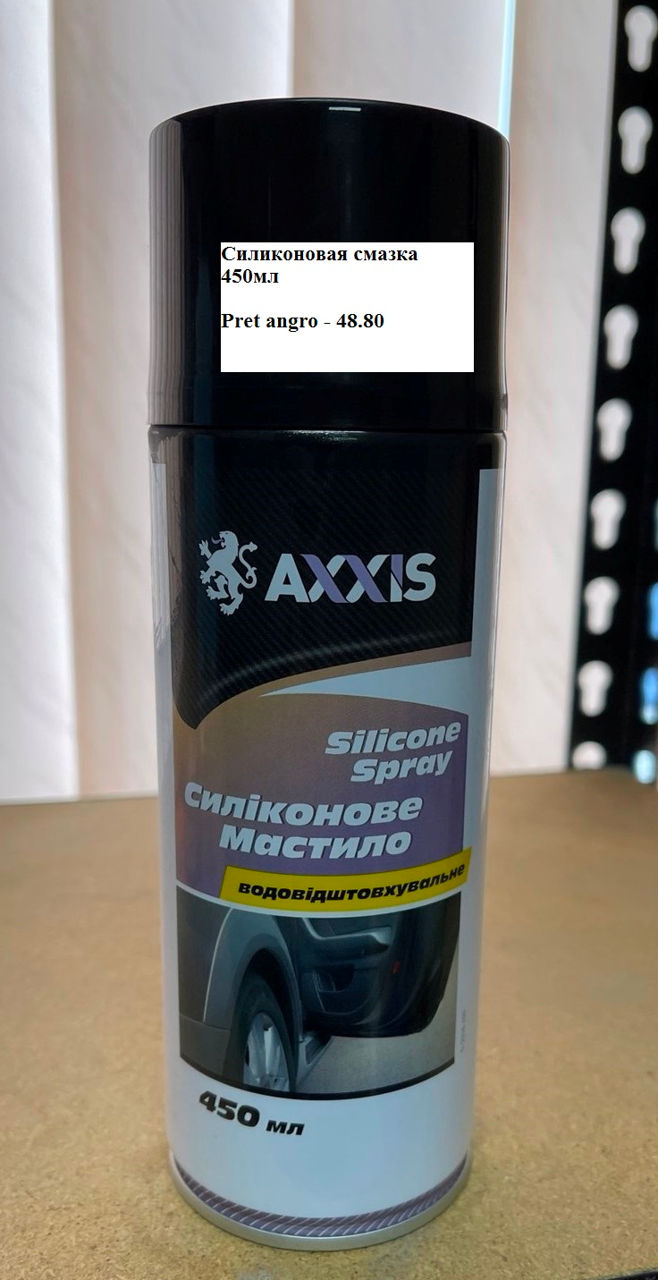 Силиконовая смазка
450мл
Pret angro - 48.80
AXXIS
Silicone
Spray
Силіконове
Мастило
водовідштовхувальне
450 мл